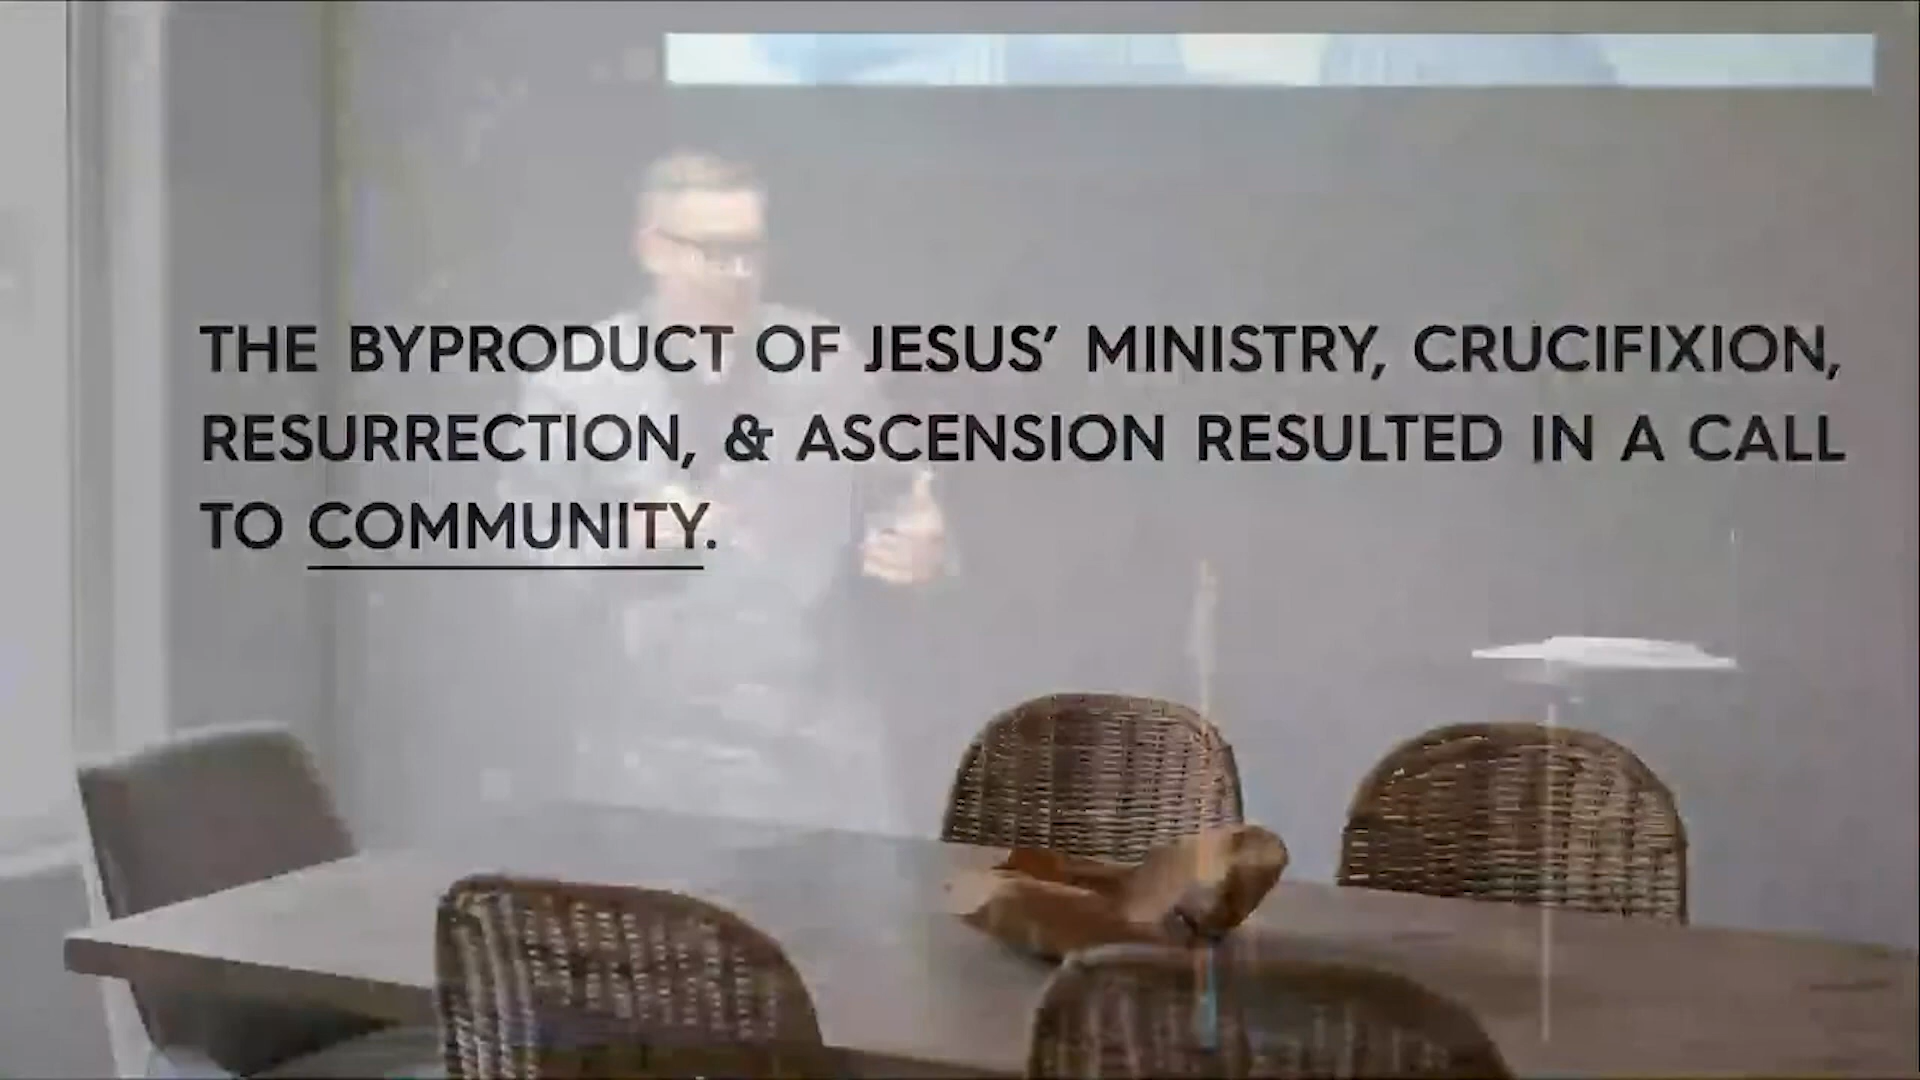 THE BYPRODUCT OF JESUS’ MINISTRY, CRUCIFIXION,
RESURRECTION, & ASCENSION RESULTED IN A CALL
TO COMMUNITY.